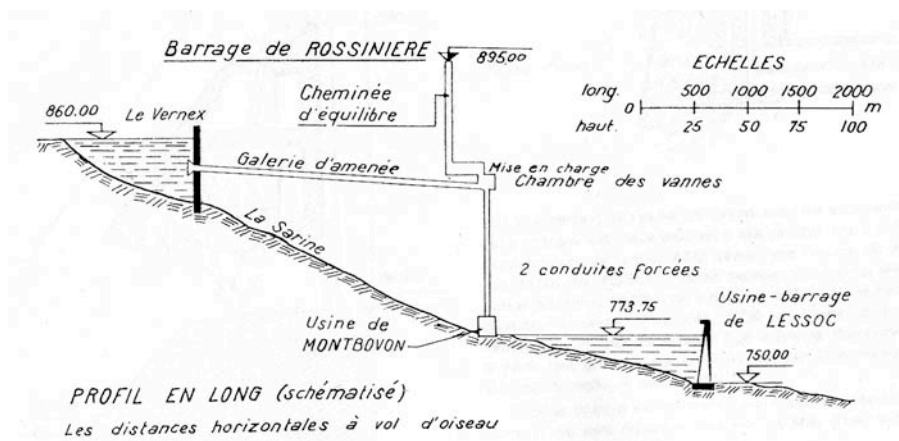 Barrage de ROSSINIERE
895.00
ECHELLES
long. 500 1000 1500 2000
0 m
haut. 25 50 75 100
860.00
Le Vernex
Cheminée
d'équilibre
Galerie d'amenée
Mise en charge
Chambre des vannes
La Sarine
2 conduites forcées
773.75
Usine-barrage
de LESSOC
Usine de
MONTBOVON
750.00
PROFIL EN LONG (schématisé)
Les distances horizontales à vol d'oiseau